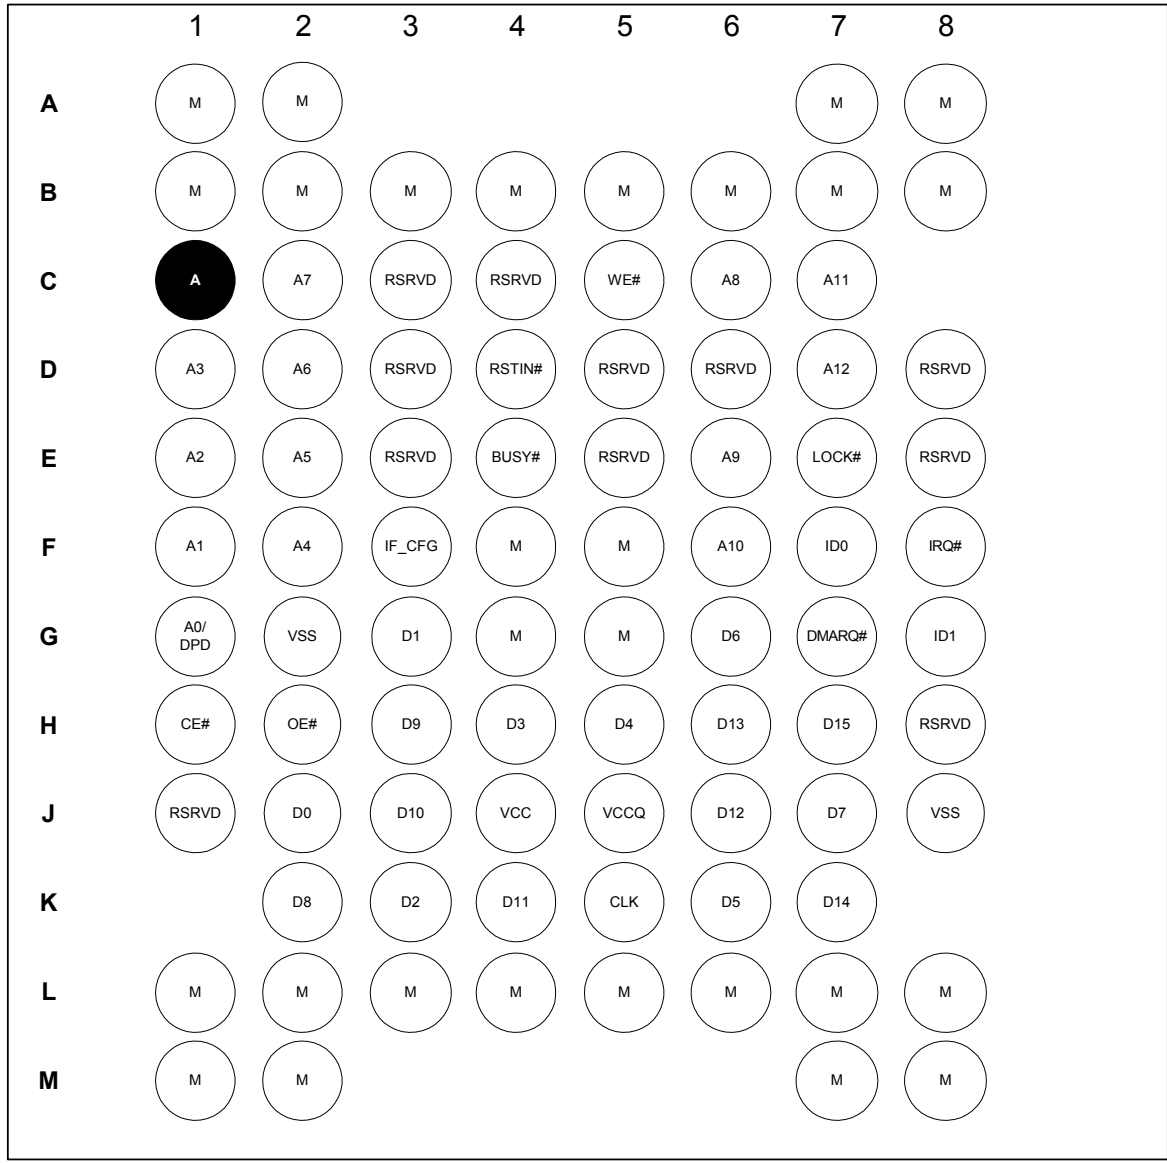 1 2 3 4 5 6 7 8
A M M M M
B M M M M M M M M
C A A7 RSRVD RSRVD WE# A8 A11
D A3 A6 RSRVD RSTIN# RSRVD RSRVD A12 RSRVD
E A2 A5 RSRVD BUSY# RSRVD A9 LOCK# RSRVD
F A1 A4 IF_CFG M M A10 ID0 IRQ#
G A0/ DPD VSS D1 M M D6 DMARQ# ID1
H CE# OE# D9 D3 D4 D13 D15 RSRVD
J RSRVD D0 D10 VCC VCCQ D12 D7 VSS
K D8 D2 D11 CLK D5 D14
L M M M M M M M M
M M M M M